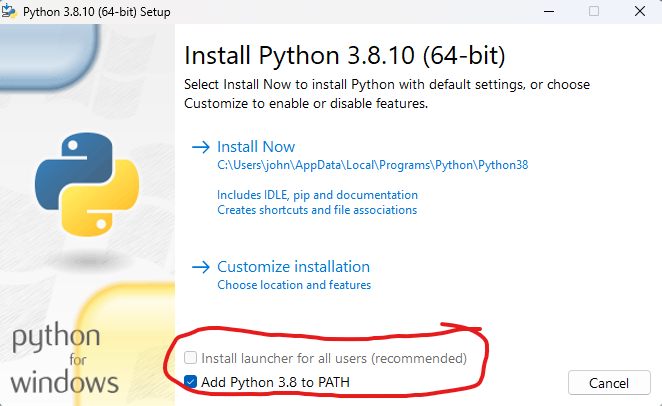 Python 3.8.10 (64-bit) Setup
Install Python 3.8.10 (64-bit)
Select Install Now to install Python with default settings, or choose
Customize to enable or disable features.
Install Now
C:\Users\john\AppData\Local\Programs\Python\Python38
Includes IDLE, pip and documentation
Creates shortcuts and file associations
Customize installation
Choose location and features
Install launcher for all users (recommended)
Add Python 3.8 to PATH
python
for
windows
Cancel